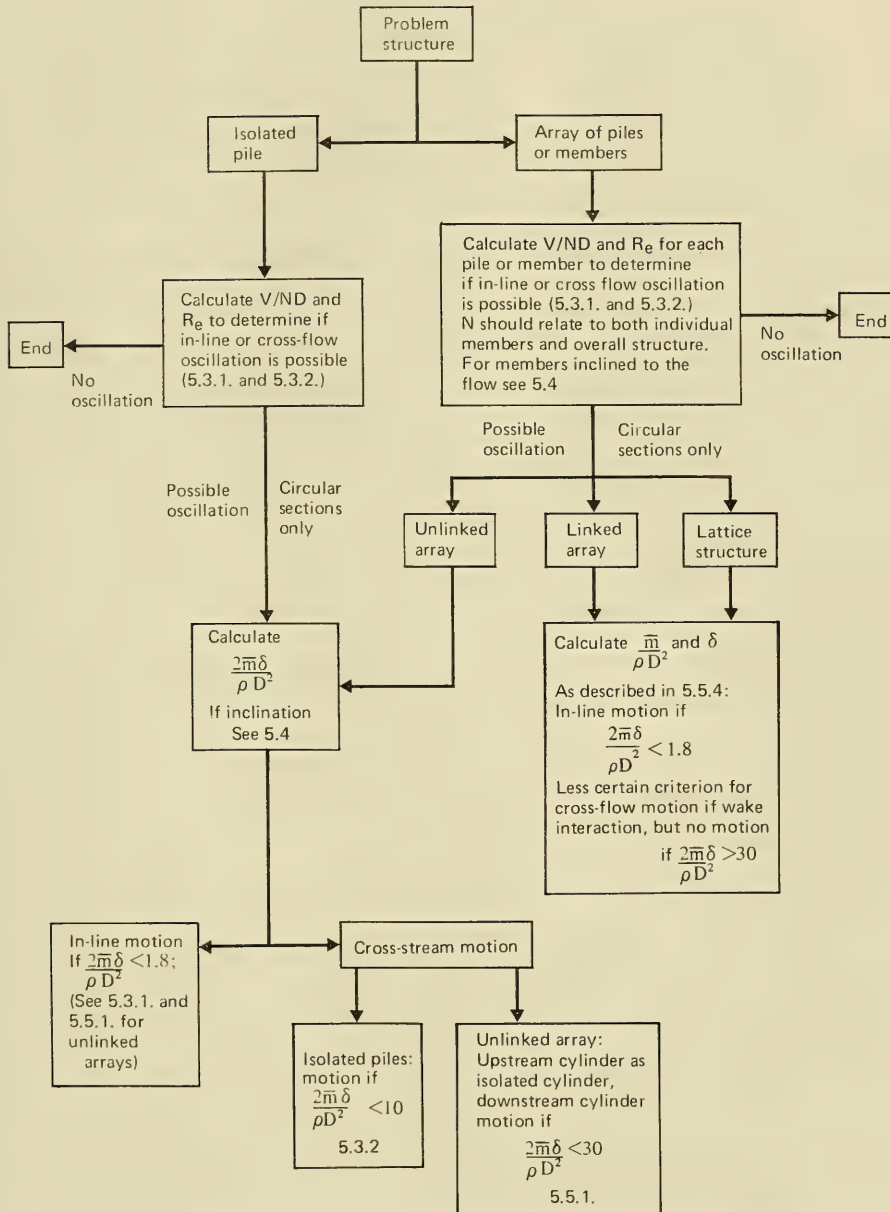 Problem
structure
Isolated
pile
Array of piles
or members
Calculate V/ND and
Re to determine if
in-line or cross-flow
oscillation is possible
(5.3.1. and 5.3.2.)
End
No
oscillation
Calculate V/ND and Re for each
pile or member to determine
if in-line or cross flow oscillation
is possible (5.3.1. and 5.3.2.)
N should relate to both individual
members and overall structure.
For members inclined to the
flow see 5.4
No
oscillation
End
Possible
oscillation
Circular
sections only
Possible
oscillation
Circular
sections
only
Unlinked
array
Linked
array
Lattice
structure
Calculate
2m̅δ
ρ D²
If inclination
See 5.4
Calculate m̅/ρD² and δ
As described in 5.5.4:
In-line motion if
2m̅δ/ρD² <1.8
Less certain criterion for
cross-flow motion if wake
interaction, but no motion
if 2m̅δ/ρD² >30
In-line motion
If 2m̅δ/ρD² <1.8;
(See 5.3.1. and
5.5.1. for
unlinked
arrays)
Cross-stream motion
Isolated piles:
motion if
2m̅δ/ρD² <10
5.3.2
Unlinked array:
Upstream cylinder as
isolated cylinder,
downstream cylinder
motion if
2m̅δ/ρD² <30
5.5.1.